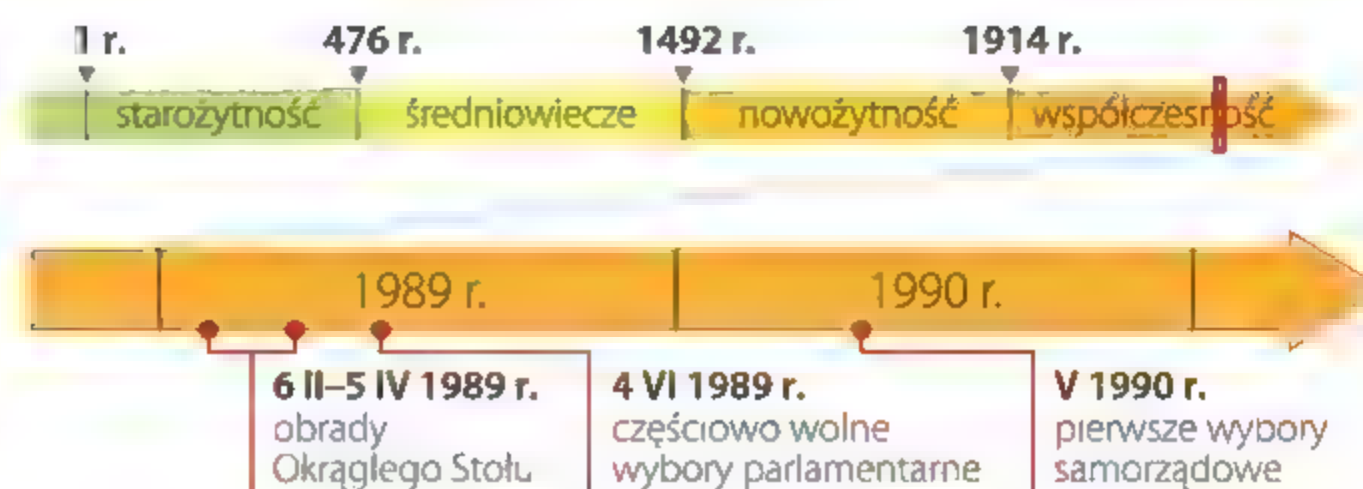 1 r. 476 r. 1492 r. 1914 r.
starożytność średniowiecze nowożytność współczesność
1989 r. 1990 r.
6 II–5 IV 1989 r.
obrady
Okrągłego Stołu
4 VI 1989 r.
częściowo wolne
wybory parlamentarne
V 1990 r.
pierwsze wybory
samorządowe